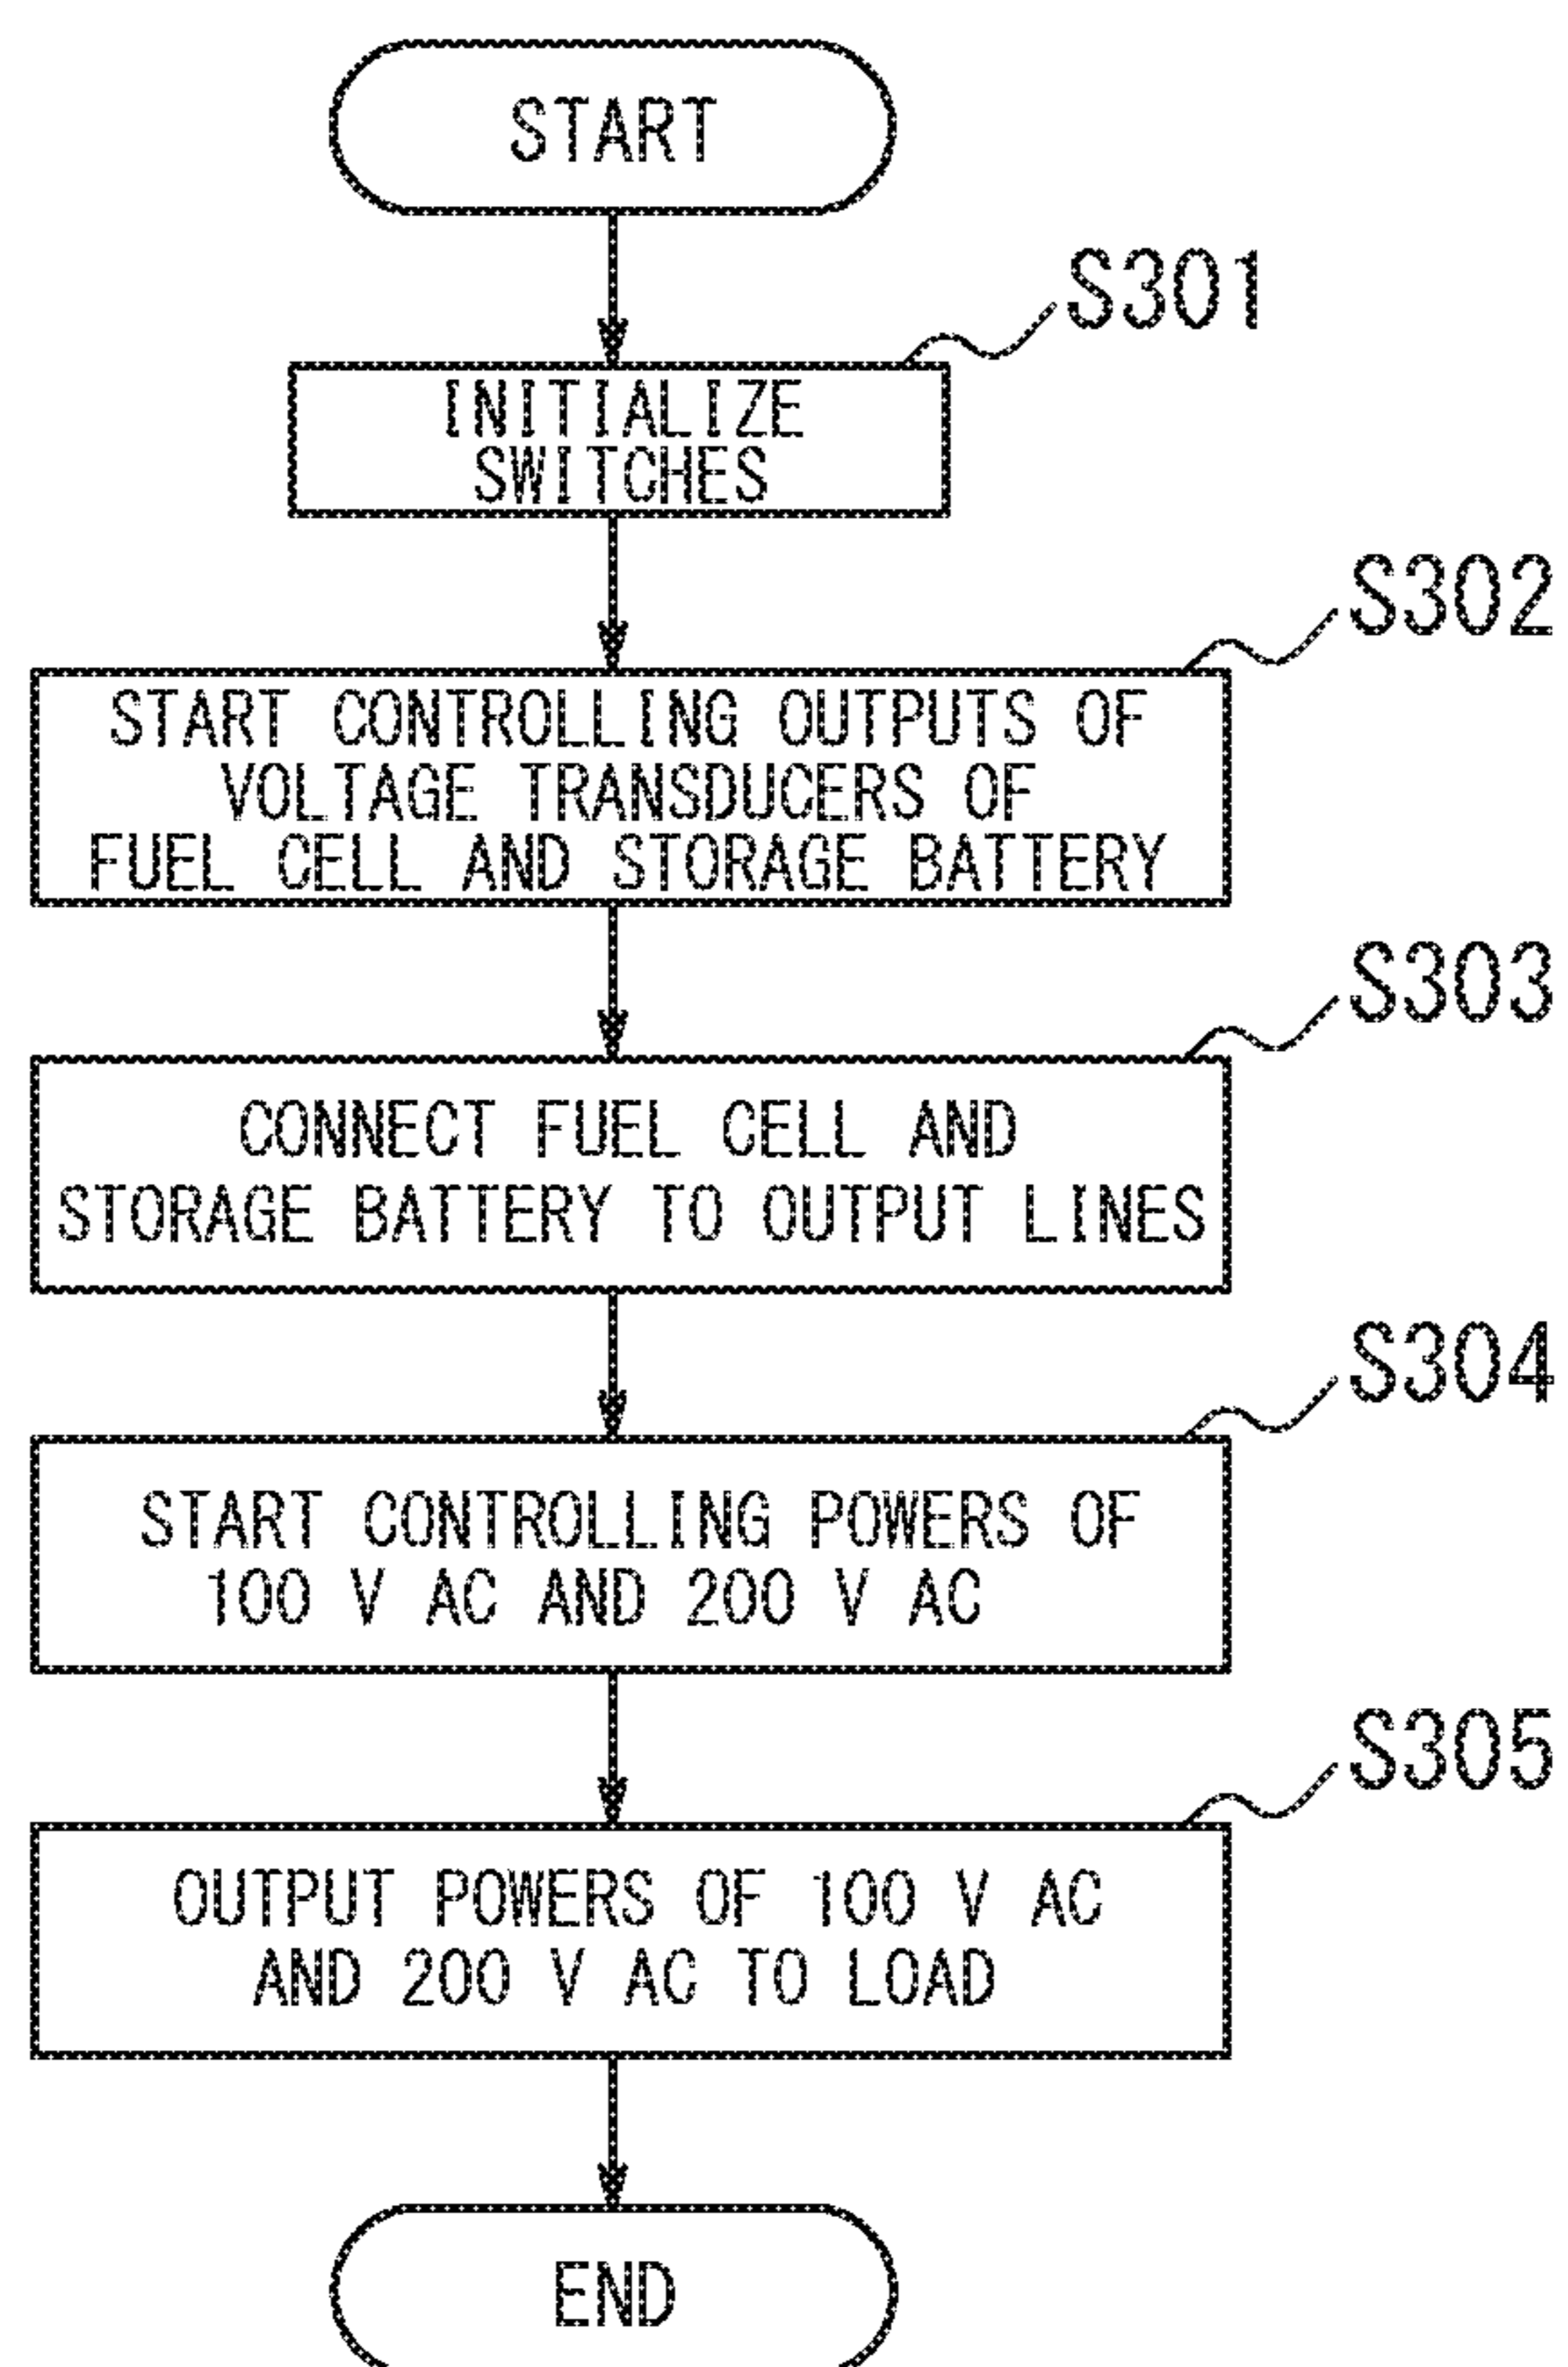 START
S301
INITIALIZE
SWITCHES
S302
START CONTROLLING OUTPUTS OF
VOLTAGE TRANSDUCERS OF
FUEL CELL AND STORAGE BATTERY
S303
CONNECT FUEL CELL AND
STORAGE BATTERY TO OUTPUT LINES
S304
START CONTROLLING POWERS OF
100 V AC AND 200 V AC
S305
OUTPUT POWERS OF 100 V AC
AND 200 V AC TO LOAD
END